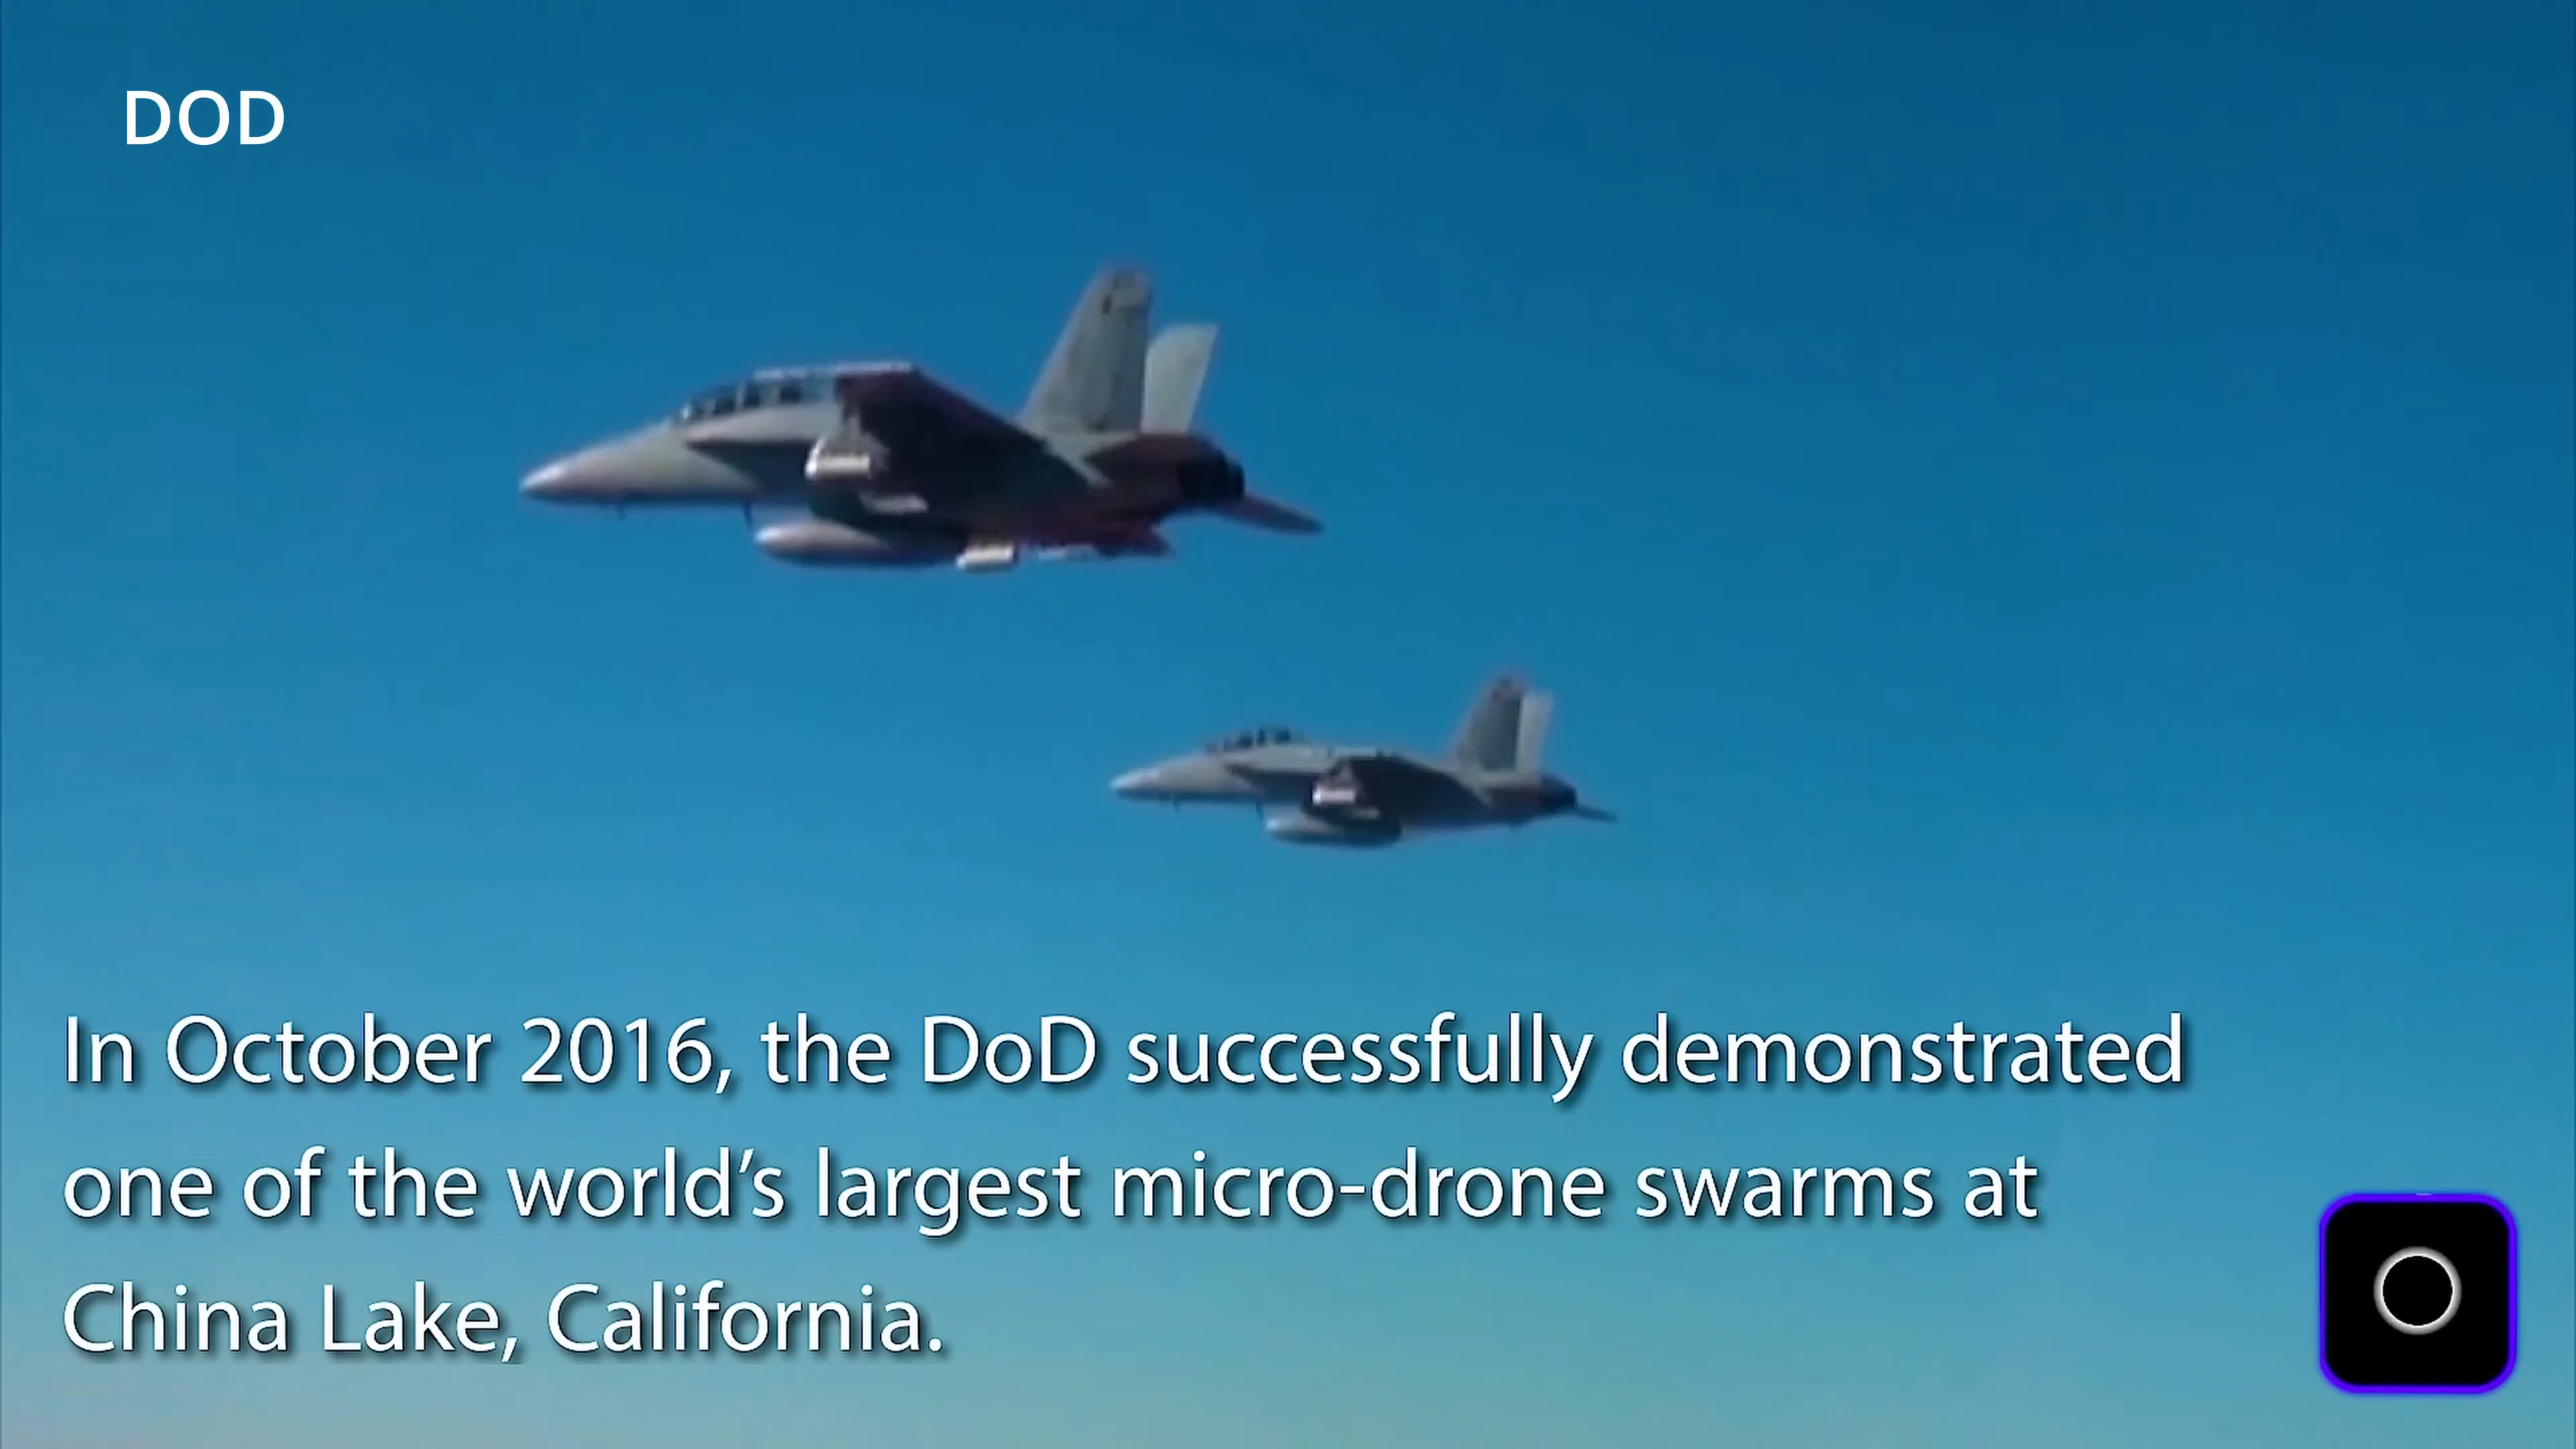 DOD
In October 2016, the DoD successfully demonstrated
one of the world’s largest micro-drone swarms at
China Lake, California.